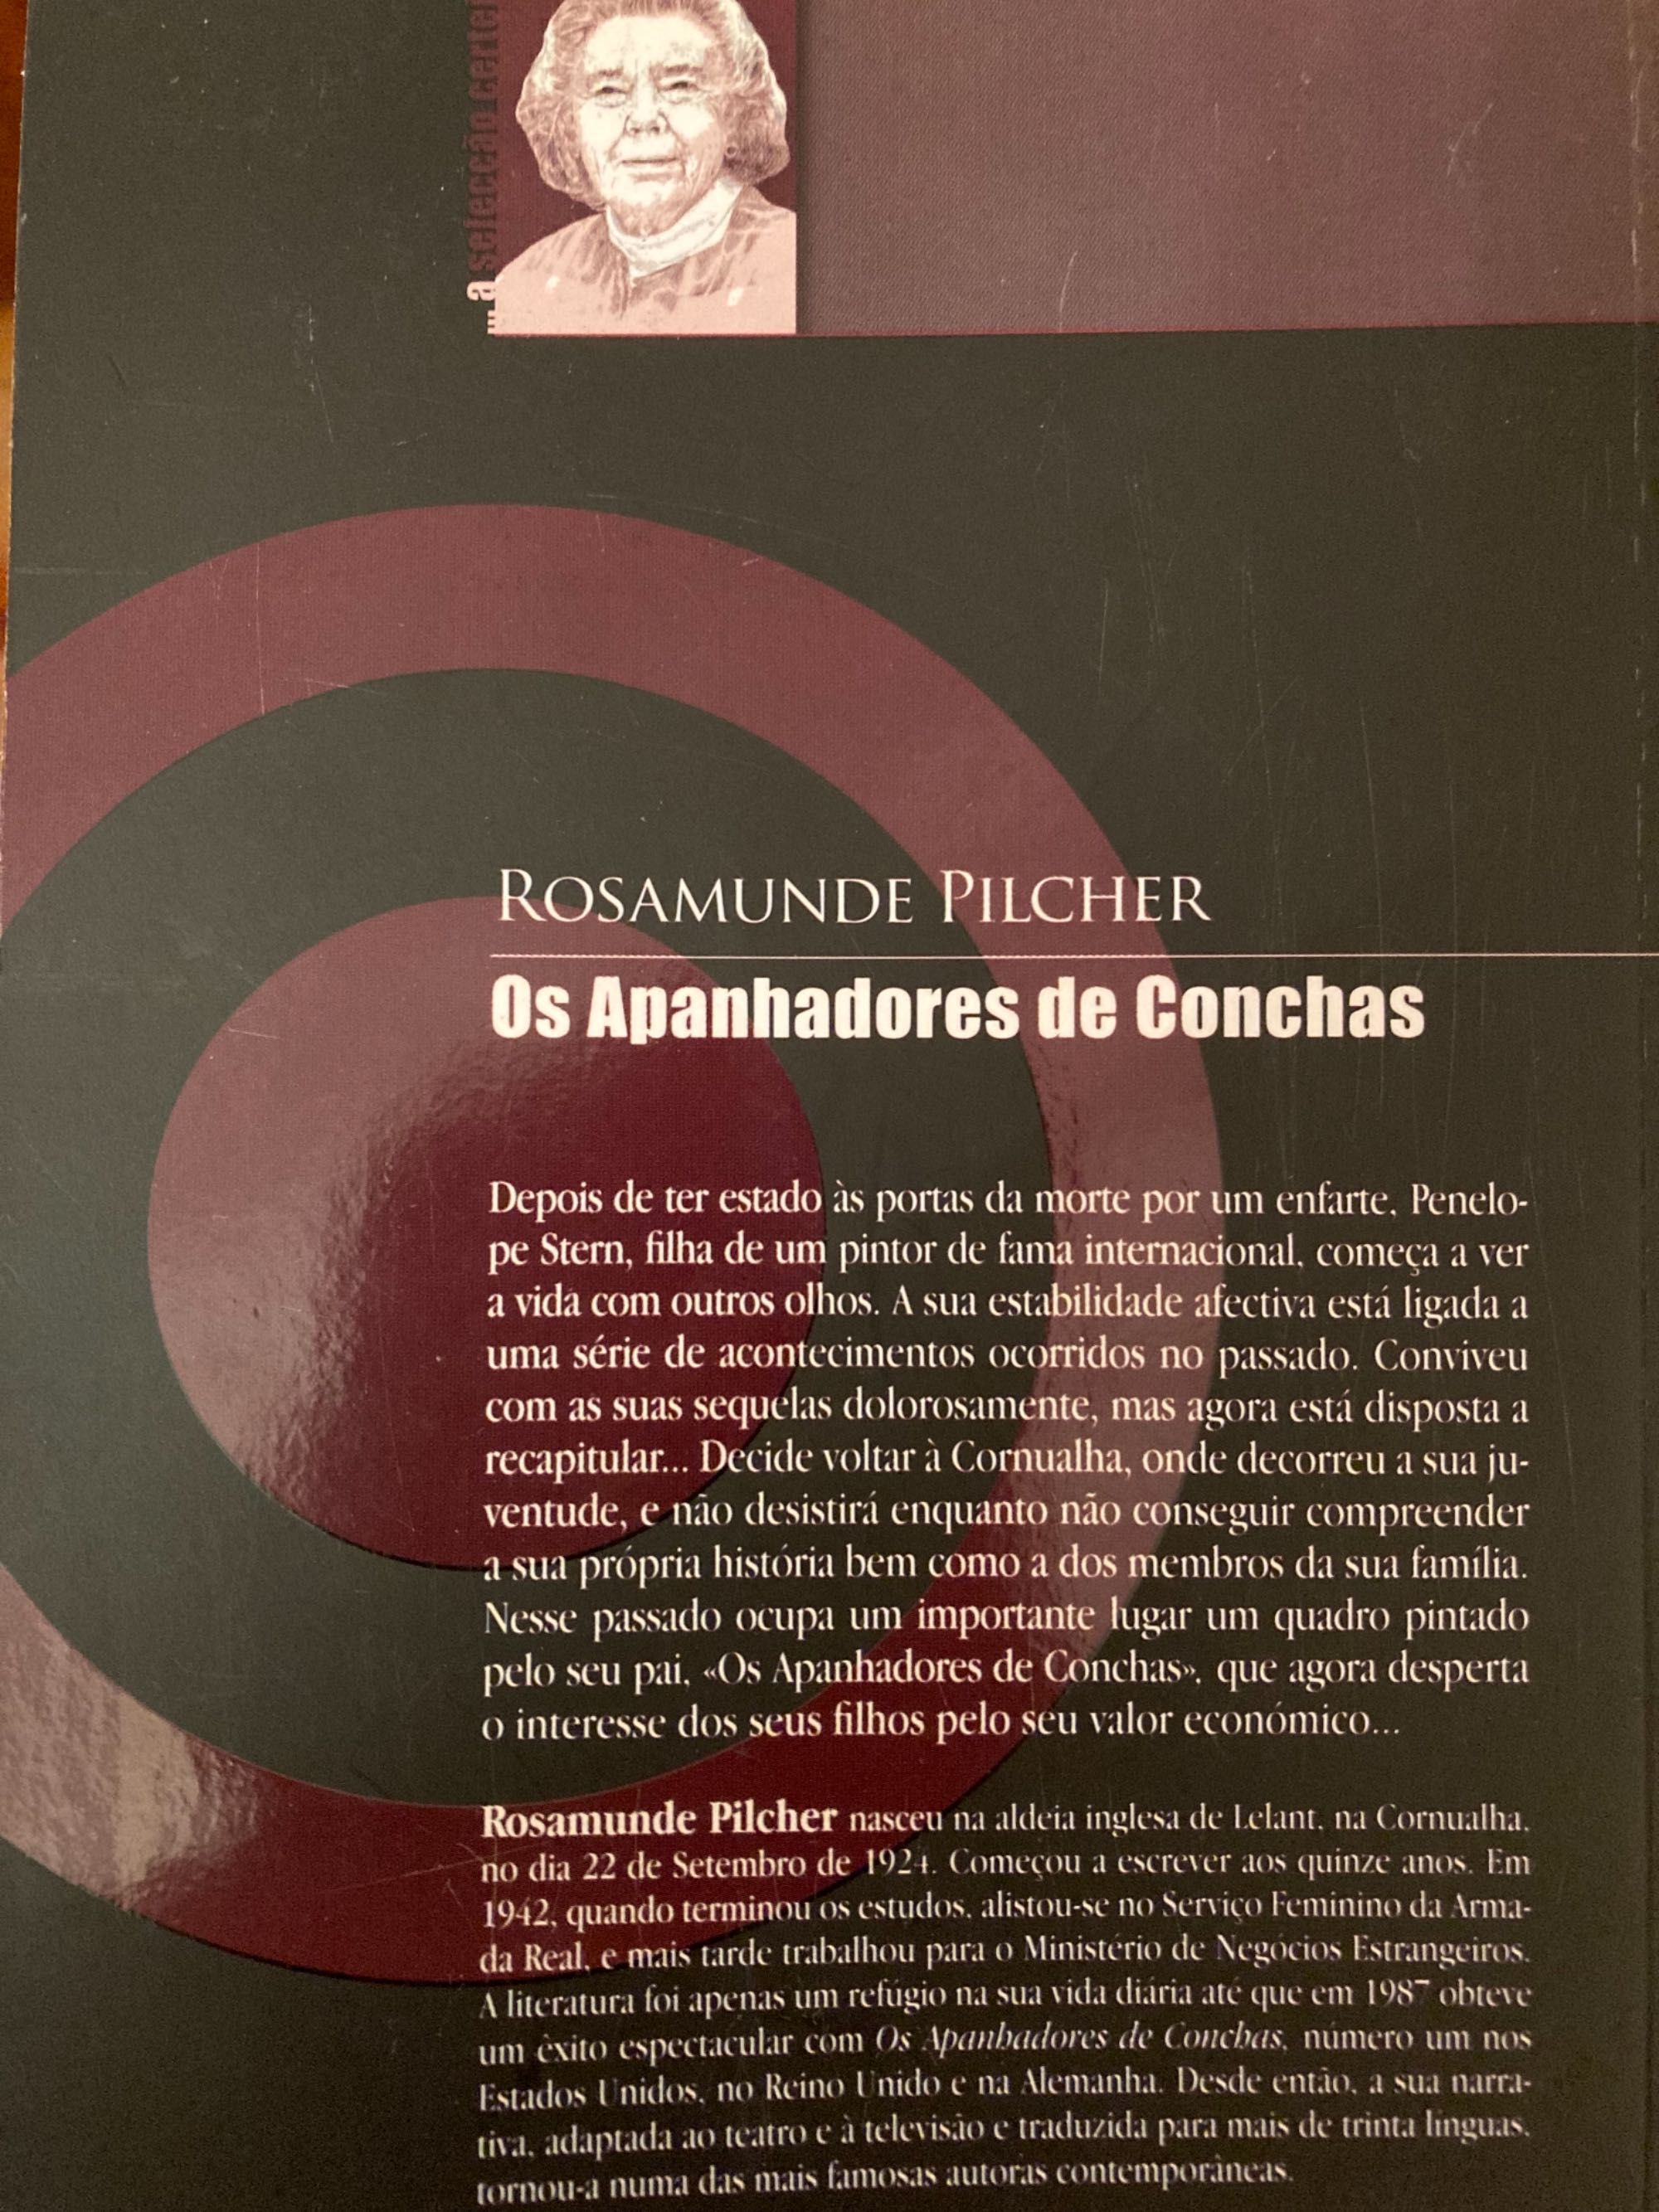 a selecção certei
ROSAMUNDE PILCHER
Os Apanhadores de Conchas
Depois de ter estado às portas da morte por um enfarte, Penelo-
pe Stern, filha de um pintor de fama internacional, começa a ver
a vida com outros olhos. A sua estabilidade afectiva está ligada a
uma série de acontecimentos ocorridos no passado. Conviveu
com as suas sequelas dolorosamente, mas agora está disposta a
recapitular... Decide voltar à Cornualha, onde decorreu a sua ju-
ventude, e não desistirá enquanto não conseguir compreender
a sua própria história bem como a dos membros da sua família.
Nesse passado ocupa um importante lugar um quadro pintado
pelo seu pai, «Os Apanhadores de Conchas», que agora desperta
o interesse dos seus filhos pelo seu valor económico...
Rosamunde Pilcher nasceu na aldeia inglesa de Lelant, na Cornualha,
no dia 22 de Setembro de 1924. Começou a escrever aos quinze anos. Em
1942, quando terminou os estudos, alistou-se no Serviço Feminino da Arma-
da Real, e mais tarde trabalhou para o Ministério de Negócios Estrangeiros.
A literatura foi apenas um refúgio na sua vida diária até que em 1987 obteve
um êxito espectacular com Os Apanhadores de Conchas, número um nos
Estados Unidos, no Reino Unido e na Alemanha. Desde então, a sua narra-
tiva, adaptada ao teatro e à televisão e traduzida para mais de trinta línguas,
tornou-a numa das mais famosas autoras contemporâneas.